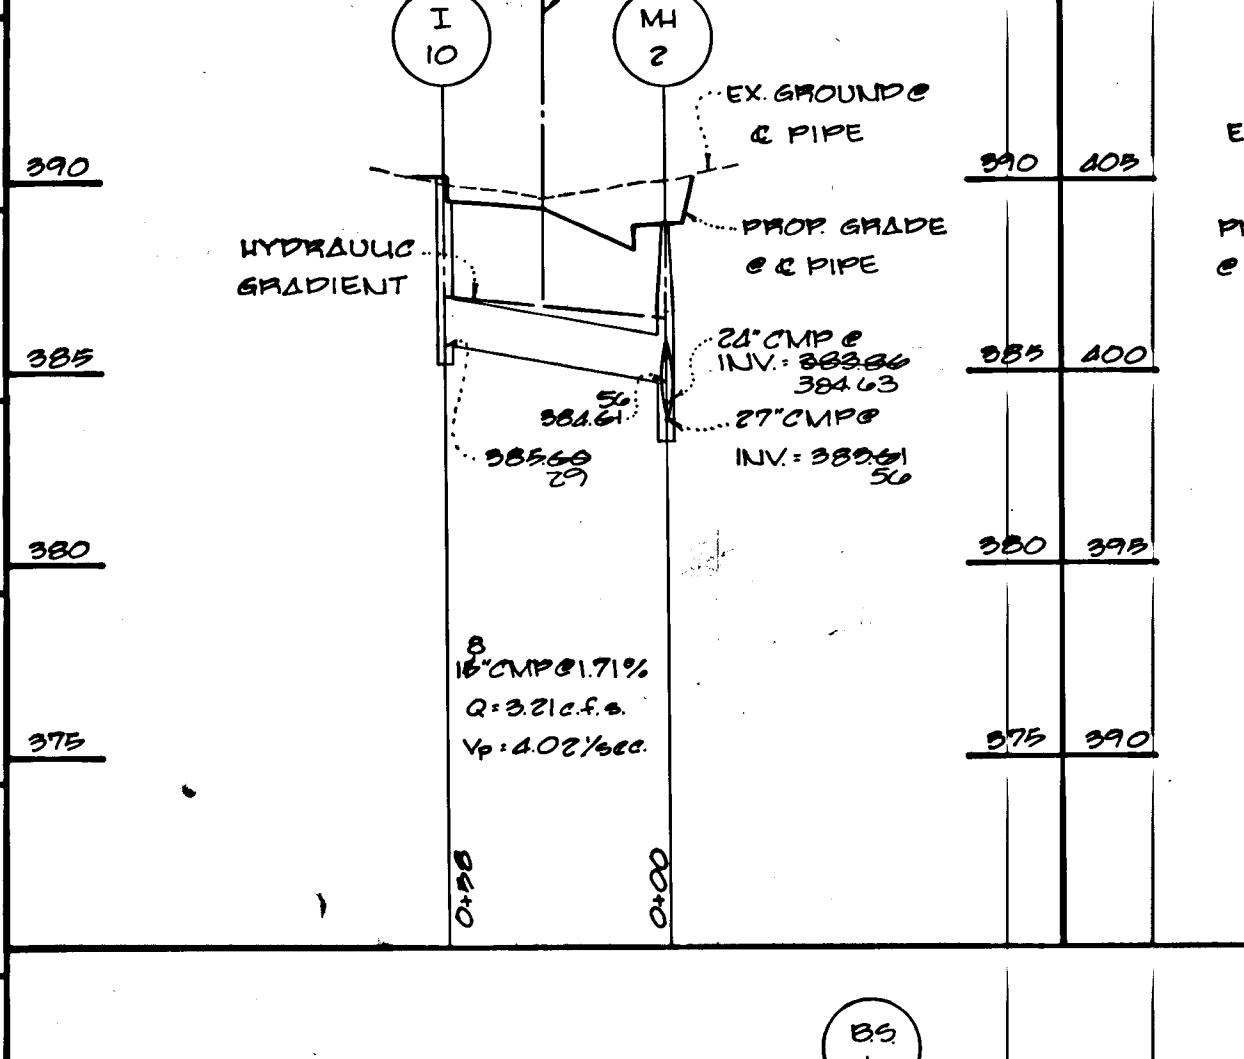 I
10
MH
2
EX. GROUND @
℄ PIPE
390
390
405
HYDRAULIC
GRADIENT
PROP. GRADE
@ ℄ PIPE
385
385
400
24" CMP @
INV. = 383.86
384.63
56
384.61
27" CMP @
INV. = 383.61
56
385.60
29
380
380
395
8
15" CMP @ 1.71%
Q = 3.21 c.f.s.
Vp = 4.02'/sec.
375
375
390
0+00
B.S.